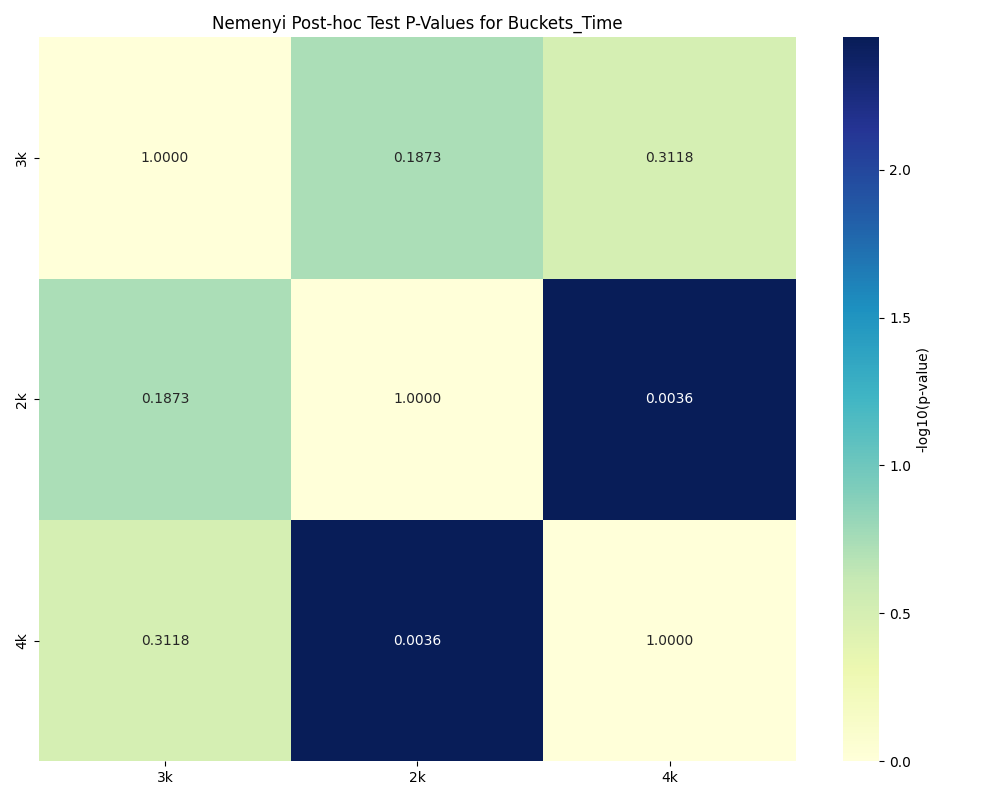 Nemenyi Post-hoc Test P-Values for Buckets_Time
3k
1.0000
0.1873
0.3118
2k
0.1873
1.0000
0.0036
4k
0.3118
0.0036
1.0000
3k
2k
4k
2.0
1.5
1.0
0.5
0.0
-log10(p-value)